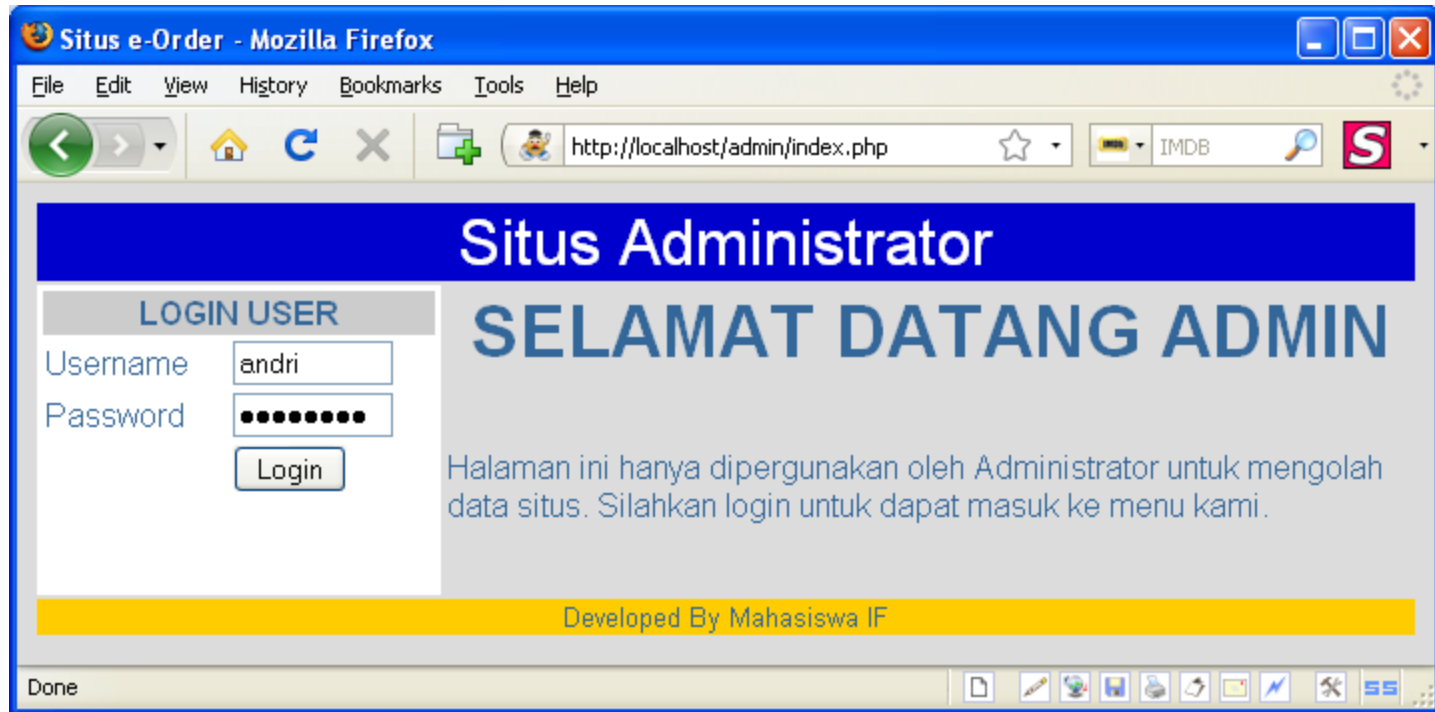 Situs e-Order - Mozilla Firefox
File Edit View History Bookmarks Tools Help
http://localhost/admin/index.php IMDB S
Situs Administrator
LOGIN USER
SELAMAT DATANG ADMIN
Username andri
Password ••••••••
Login
Halaman ini hanya dipergunakan oleh Administrator untuk mengolah
data situs. Silahkan login untuk dapat masuk ke menu kami.
Developed By Mahasiswa IF
Done